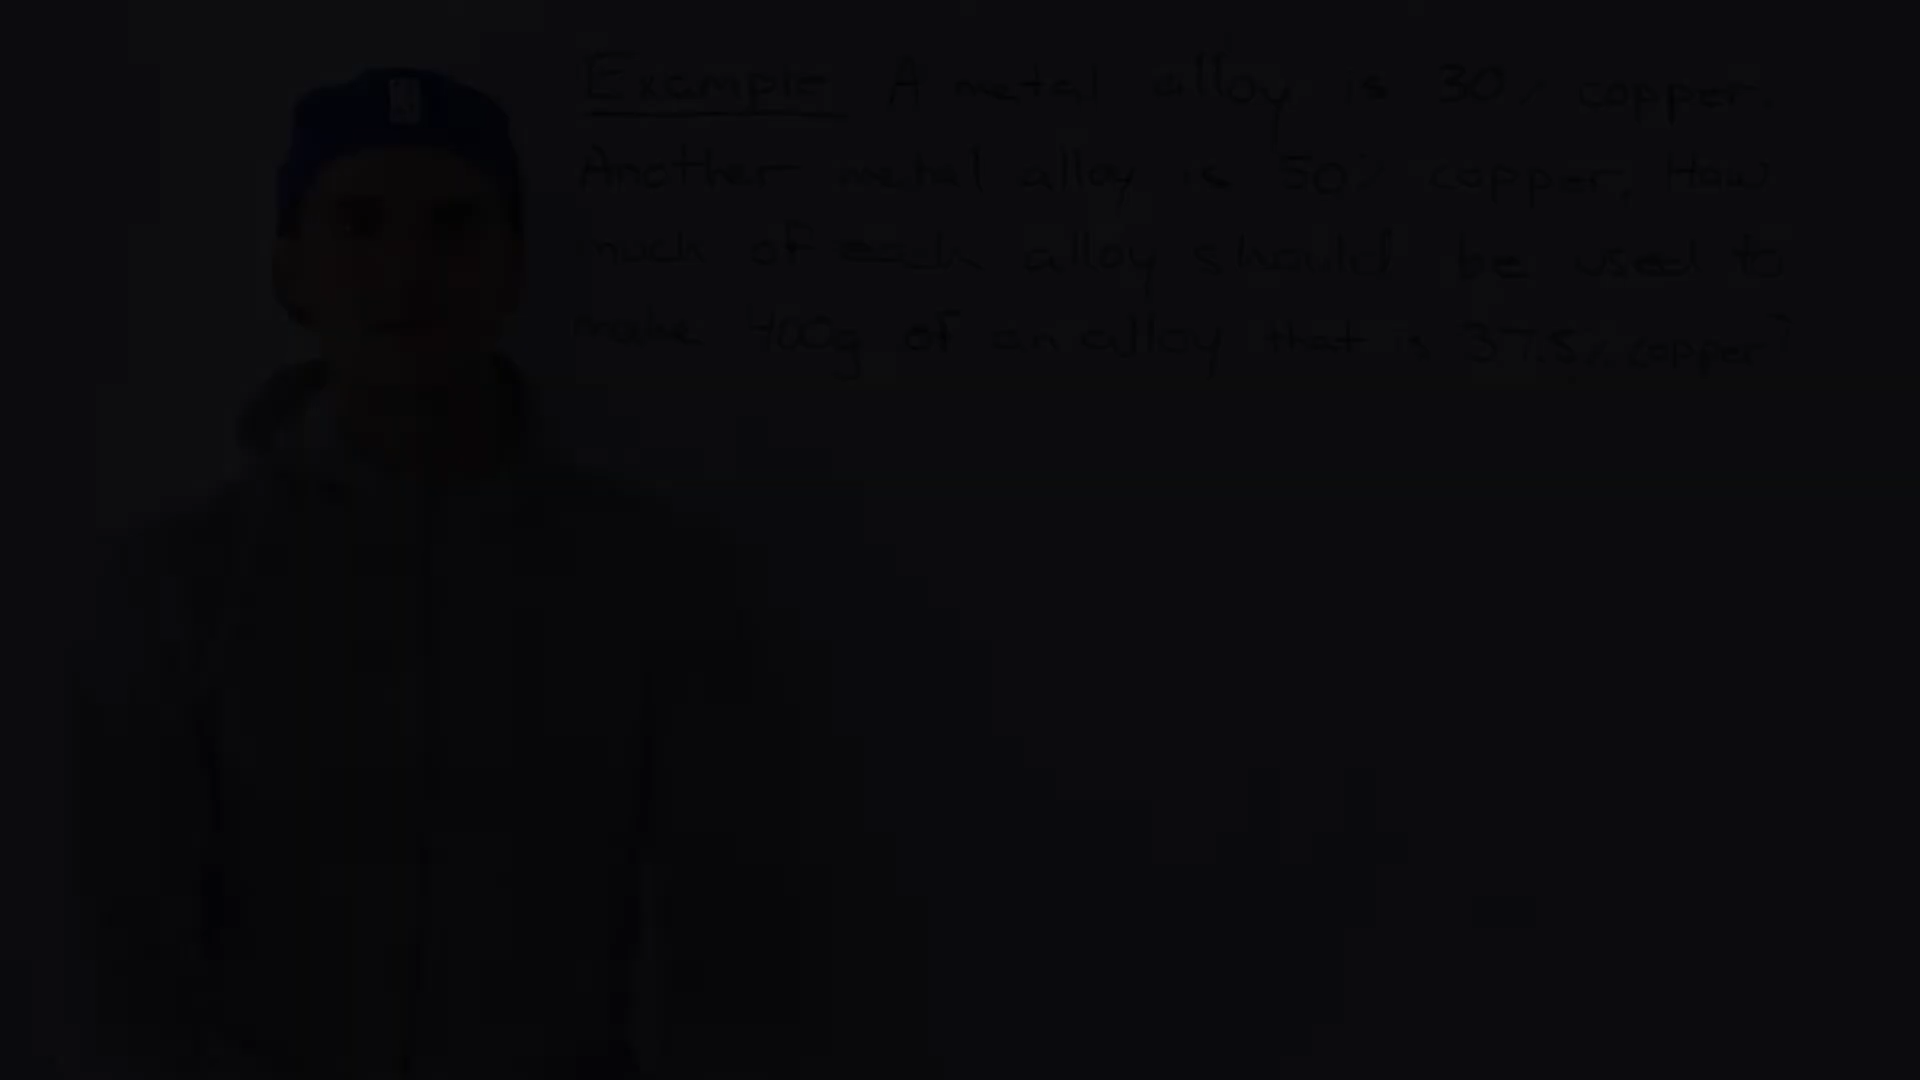 Example A metal alloy is 30% copper.
Another metal alloy is 50% copper. How
much of each alloy should be used to
make 400g of an alloy that is 37.5% copper?